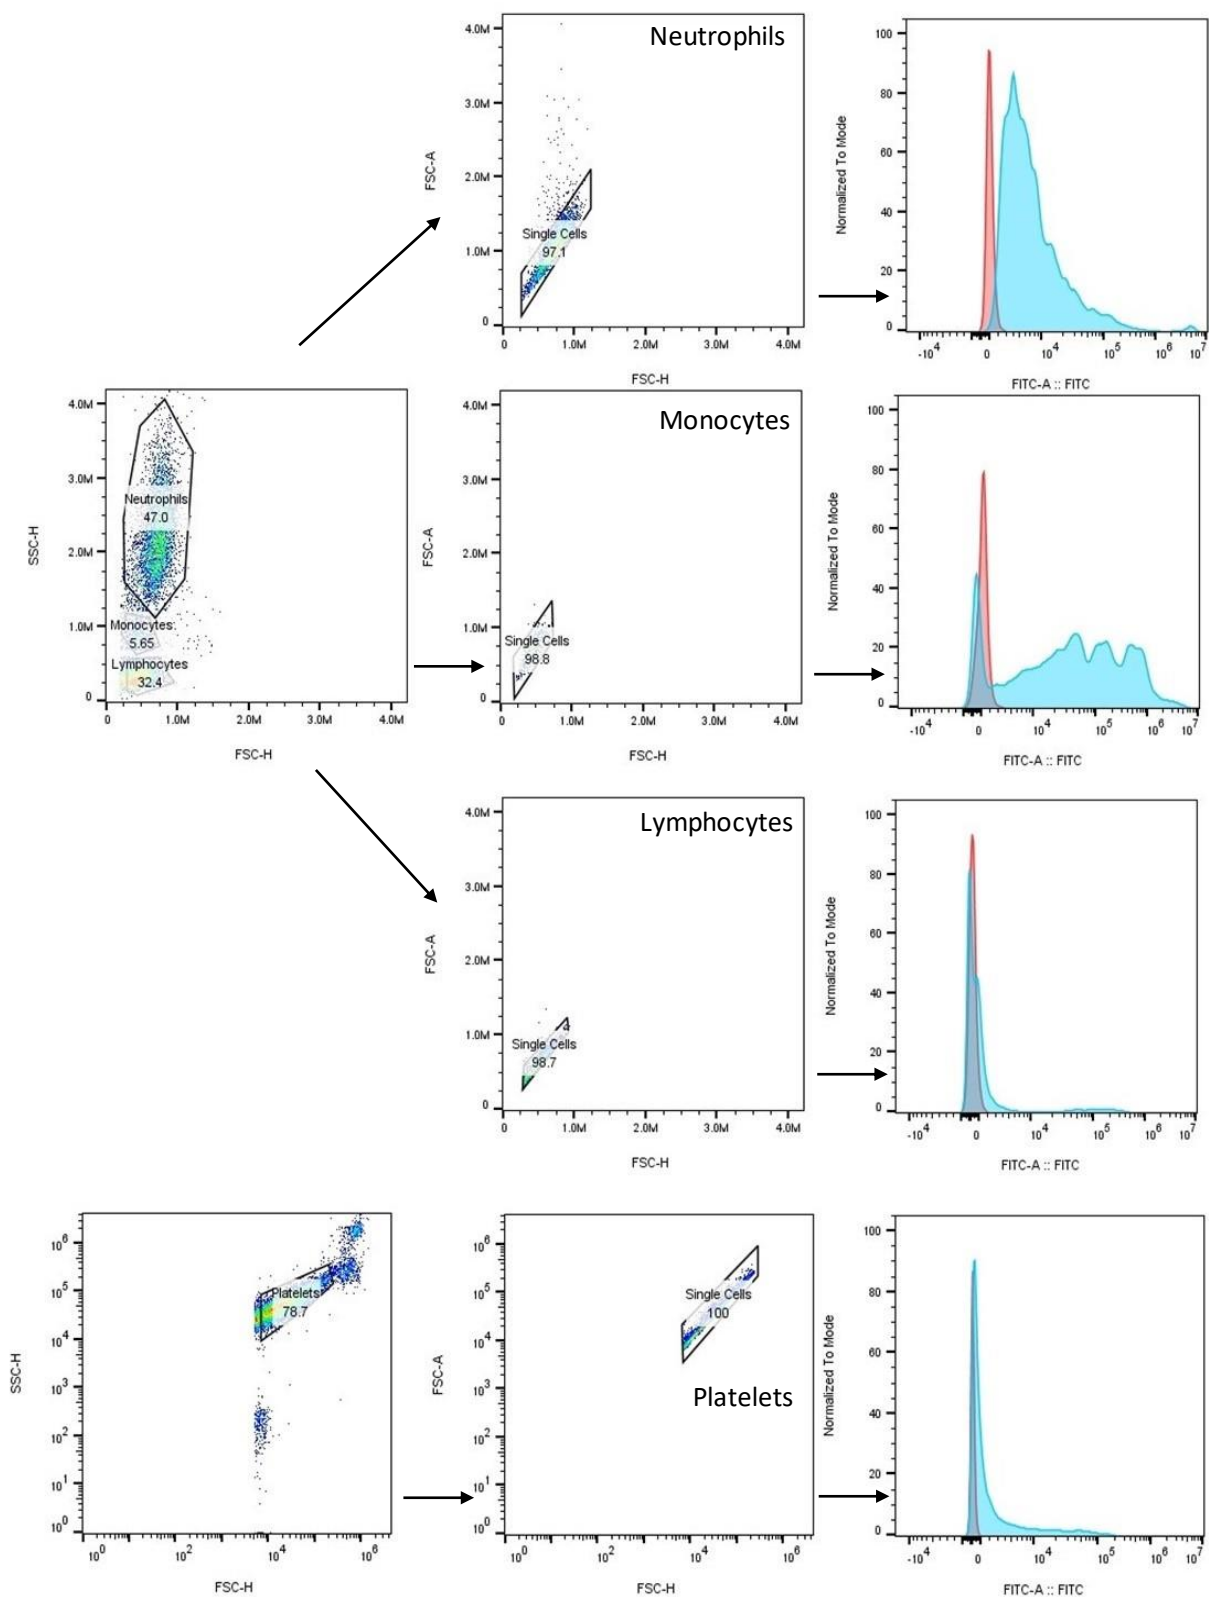 Neutrophils
4.0M
3.0M
2.0M
1.0M
0
FSC-A
Single Cells
97.1
0 1.0M 2.0M 3.0M 4.0M
FSC-H
100
80
60
40
20
0
Normalized To Mode
-10^4 0 10^4 10^5 10^6 10^7
FITC-A :: FITC
4.0M
3.0M
2.0M
1.0M
0
SSC-H
Neutrophils
47.0
Monocytes
5.65
Lymphocytes
32.4
0 1.0M 2.0M 3.0M 4.0M
FSC-H
Monocytes
4.0M
3.0M
2.0M
1.0M
0
FSC-A
Single Cells
98.8
0 1.0M 2.0M 3.0M 4.0M
FSC-H
100
80
60
40
20
0
Normalized To Mode
-10^4 0 10^4 10^5 10^6 10^7
FITC-A :: FITC
Lymphocytes
4.0M
3.0M
2.0M
1.0M
0
FSC-A
Single Cells
98.7
0 1.0M 2.0M 3.0M 4.0M
FSC-H
100
80
60
40
20
0
Normalized To Mode
-10^4 0 10^4 10^5 10^6 10^7
FITC-A :: FITC
10^6
10^5
10^4
10^3
10^2
10^1
10^0
SSC-H
Platelets
78.7
10^0 10^2 10^4 10^6
FSC-H
10^6
10^5
10^4
10^3
10^2
10^1
10^0
FSC-A
Single Cells
100
Platelets
10^0 10^2 10^4 10^6
FSC-H
100
80
60
40
20
0
Normalized To Mode
-10^4 0 10^4 10^5 10^6 10^7
FITC-A :: FITC